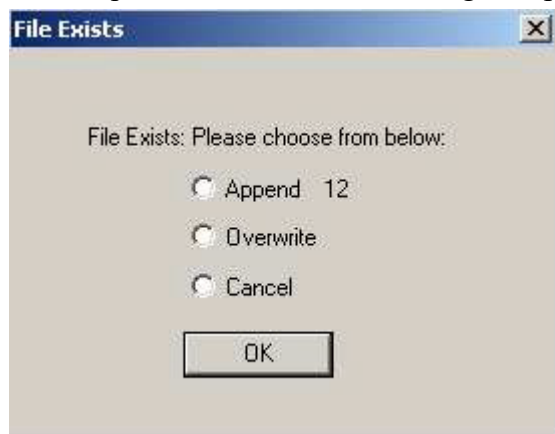 File Exists
File Exists: Please choose from below:
Append 12
Overwrite
Cancel
OK